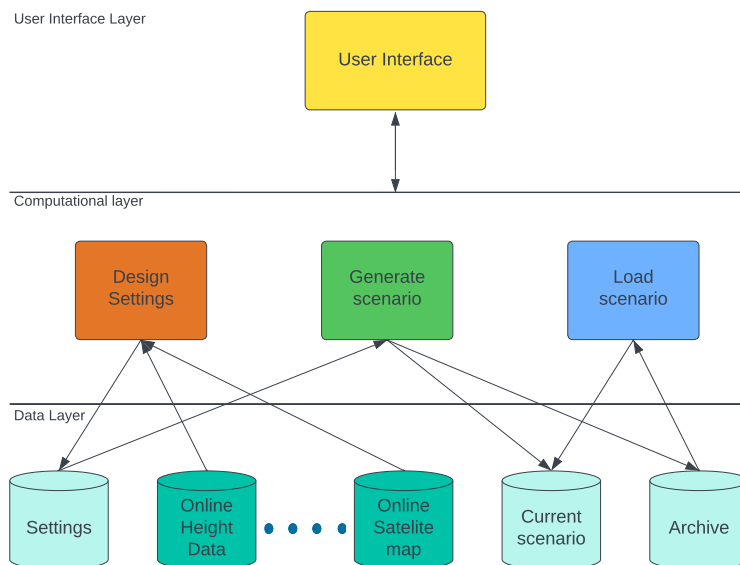 User Interface Layer
User Interface
Computational layer
Design
Settings
Generate
scenario
Load
scenario
Data Layer
Settings
Online
Height
Data
Online
Satelite
map
Current
scenario
Archive